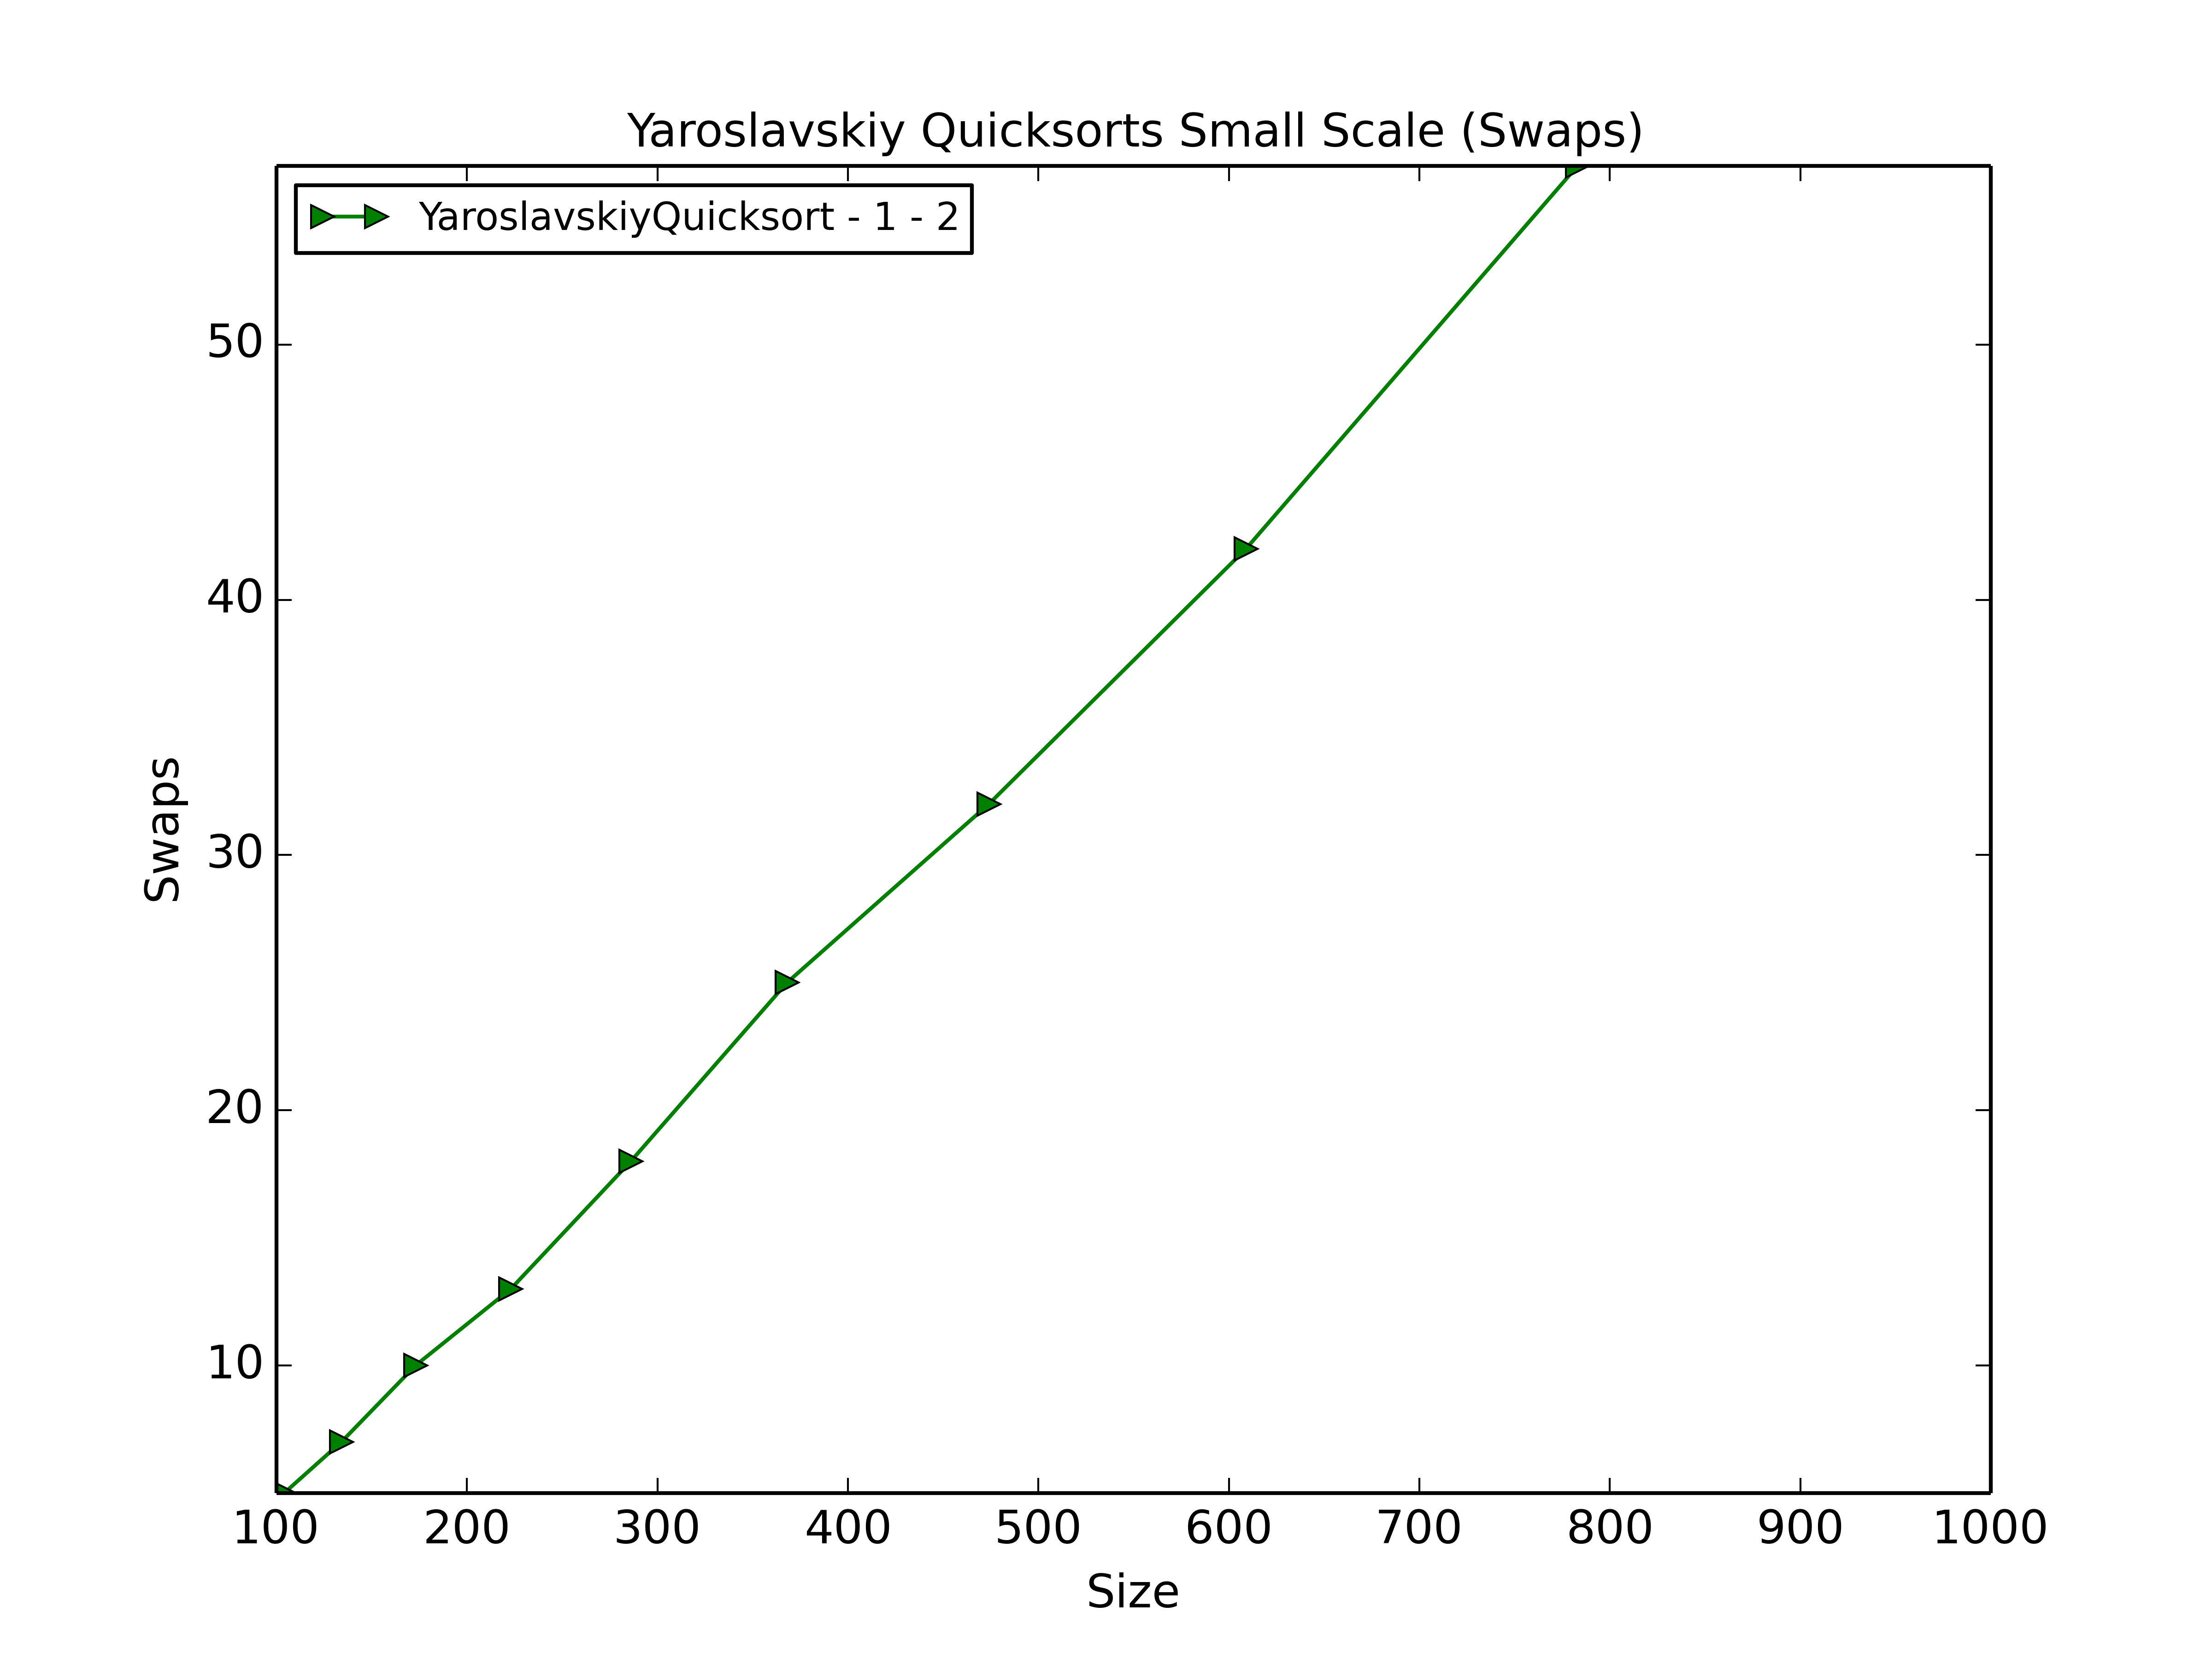 Yaroslavskiy Quicksorts Small Scale (Swaps)
YaroslavskiyQuicksort - 1 - 2
50
40
30
20
10
Swaps
100 200 300 400 500 600 700 800 900 1000
Size